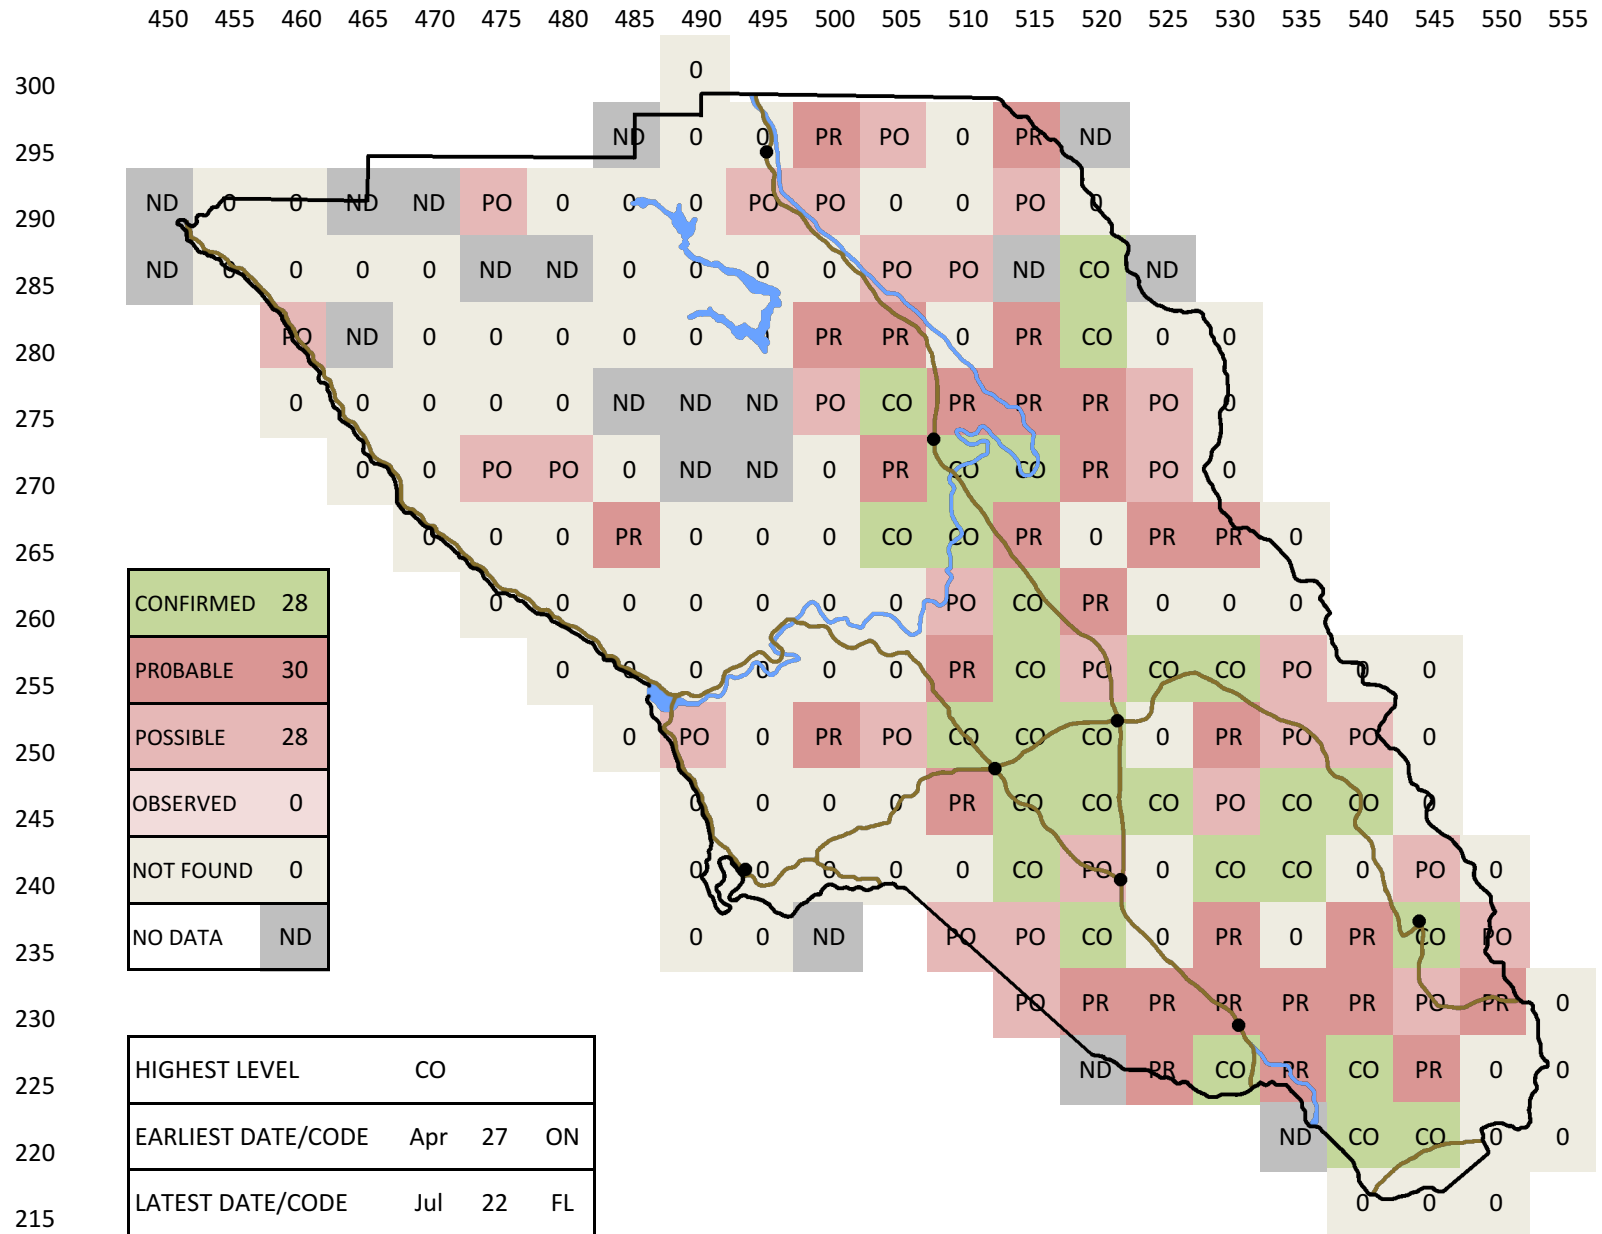 450 455 460 465 470 475 480 485 490 495 500 505 510 515 520 525 530 535 540 545 550 555
0
300
ND 0 0 PR PO 0 PR ND
295
ND 0 0 ND ND PO 0 0 0 PO PO 0 0 PO 0
290
ND 0 0 0 0 ND ND 0 0 0 0 PO PO ND CO ND
285
PO ND 0 0 0 0 0 0 PR PR 0 PR CO 0 0
280
0 0 0 0 0 ND ND ND PO CO PR PR PR PO 0
275
0 0 PO PO 0 ND ND 0 PR CO CO PR PO 0
270
0 0 0 PR 0 0 0 CO CO PR 0 PR PR 0
265
CONFIRMED 28
0 0 0 0 0 0 0 PO CO PR 0 0 0
260
PR0BABLE 30
0 0 0 0 0 0 PR CO PO CO CO PO 0 0
255
POSSIBLE 28
0 PO 0 PR PO CO CO CO 0 PR PO PO 0
250
OBSERVED 0
0 0 0 0 PR CO CO CO PO CO CO 0
245
NOT FOUND 0
0 0 0 0 0 CO PO 0 CO CO 0 PO 0
240
NO DATA ND
0 0 ND PO PO CO 0 PR 0 PR CO PO
235
PO PR PR PR PR PR PO PR 0
230
HIGHEST LEVEL CO
ND PR CO PR CO PR 0 0
225
EARLIEST DATE/CODE Apr 27 ON
ND CO CO 0 0
220
LATEST DATE/CODE Jul 22 FL
0 0 0
215